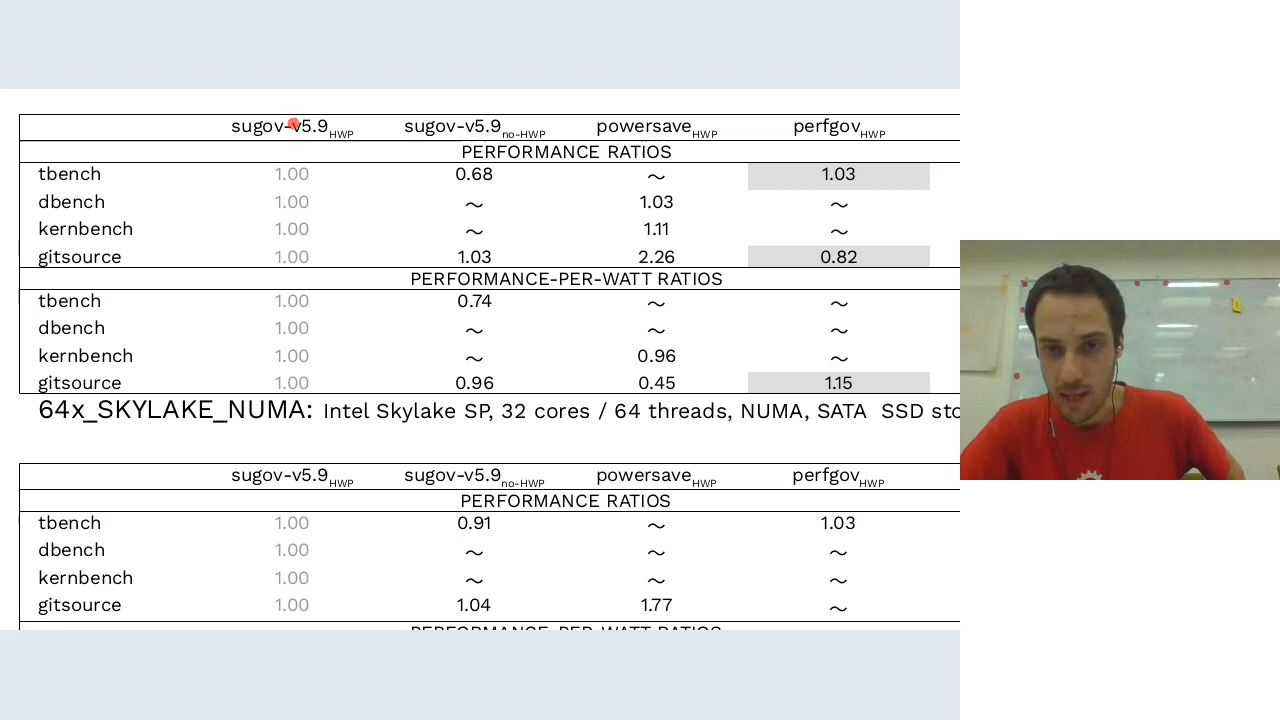 sugov-v5.9HWP sugov-v5.9no-HWP powersaveHWP perfgovHWP
PERFORMANCE RATIOS
tbench 1.00 0.68 ~ 1.03
dbench 1.00 ~ 1.03 ~
kernbench 1.00 ~ 1.11 ~
gitsource 1.00 1.03 2.26 0.82
PERFORMANCE-PER-WATT RATIOS
tbench 1.00 0.74 ~ ~
dbench 1.00 ~ ~ ~
kernbench 1.00 ~ 0.96 ~
gitsource 1.00 0.96 0.45 1.15
64x_SKYLAKE_NUMA: Intel Skylake SP, 32 cores / 64 threads, NUMA, SATA SSD sto
sugov-v5.9HWP sugov-v5.9no-HWP powersaveHWP perfgovHWP
PERFORMANCE RATIOS
tbench 1.00 0.91 ~ 1.03
dbench 1.00 ~ ~ ~
kernbench 1.00 ~ ~ ~
gitsource 1.00 1.04 1.77 ~
PERFORMANCE-PER-WATT RATIOS